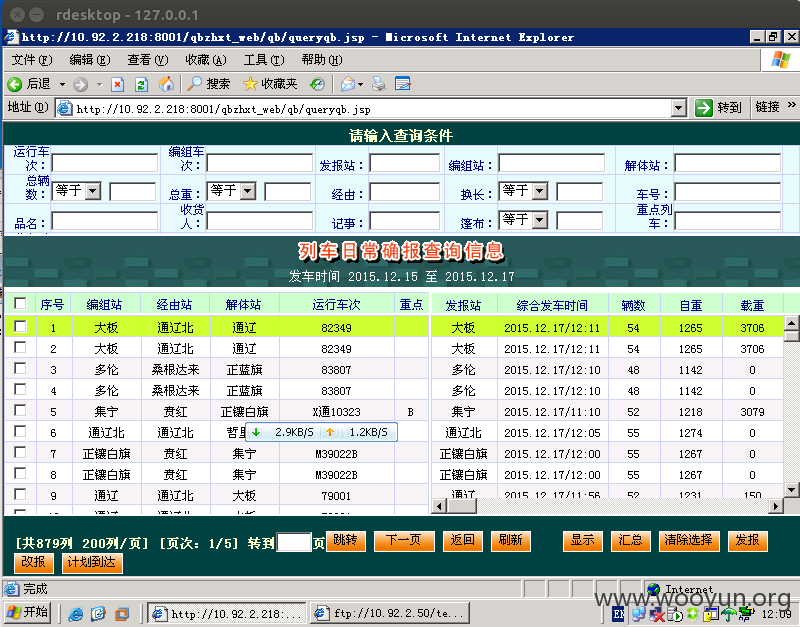 rdesktop - 127.0.0.1
http://10.92.2.218:8001/qbzhxt_web/qb/queryqb.jsp - Microsoft Internet Explorer
文件(F) 编辑(E) 查看(V) 收藏(A) 工具(T) 帮助(H)
后退 搜索 收藏夹
地址(D) http://10.92.2.218:8001/qbzhxt_web/qb/queryqb.jsp 转到 链接 »
请输入查询条件
运行车次： 编组车次： 发报站： 编组站： 解体站：
总辆数： 等于 总重： 等于 经由： 换长： 等于 车号：
品名： 收货人： 记事： 篷布： 等于 重点列车：
列车日常确报查询信息
发车时间 2015.12.15 至 2015.12.17
序号 编组站 经由站 解体站 运行车次 重点 发报站 综合发车时间 辆数 自重 载重
1 大板 通辽北 通辽 82349 大板 2015.12.17/12:11 54 1265 3706
2 大板 通辽北 通辽 82349 大板 2015.12.17/12:11 54 1265 3706
3 多伦 桑根达来 正蓝旗 83807 多伦 2015.12.17/12:10 48 1142 0
4 多伦 桑根达来 正蓝旗 83807 多伦 2015.12.17/12:10 48 1142 0
5 集宁 贲红 正镶白旗 X通10323 B 集宁 2015.12.17/11:10 52 1218 3079
6 通辽北 通辽北 通辽北 2015.12.17/12:05 55 1274 0
2.9KB/S 1.2KB/S
7 正镶白旗 贲红 集宁 M39022B 正镶白旗 2015.12.17/12:00 55 1267 0
8 正镶白旗 贲红 集宁 M39022B 正镶白旗 2015.12.17/12:00 55 1267 0
9 通辽 通辽北 大板 79001 通辽 2015.12.17/11:56 52 1231 150
[共879列 200列/页] [页次: 1/5] 转到 页 跳转 下一页 返回 刷新 显示 汇总 清除选择 发报
改报 计划到达
完成 Internet
开始 http://10.92.2.218:... ftp://10.92.2.50/te... EN 12:09
www.wooyun.org